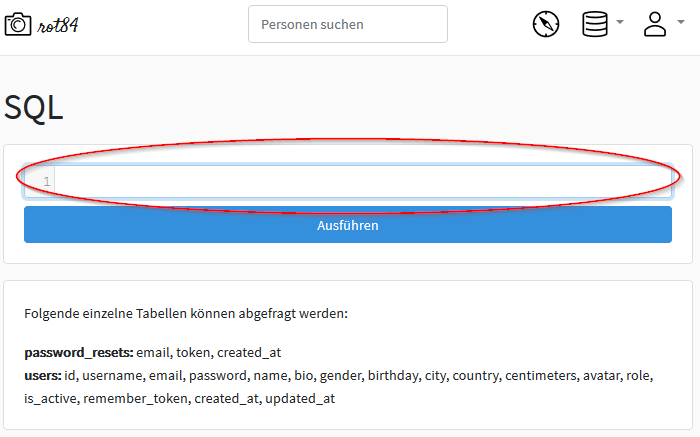 rot84
Personen suchen
SQL
1
Ausführen
Folgende einzelne Tabellen können abgefragt werden:
password_resets: email, token, created_at
users: id, username, email, password, name, bio, gender, birthday, city, country, centimeters, avatar, role,
is_active, remember_token, created_at, updated_at